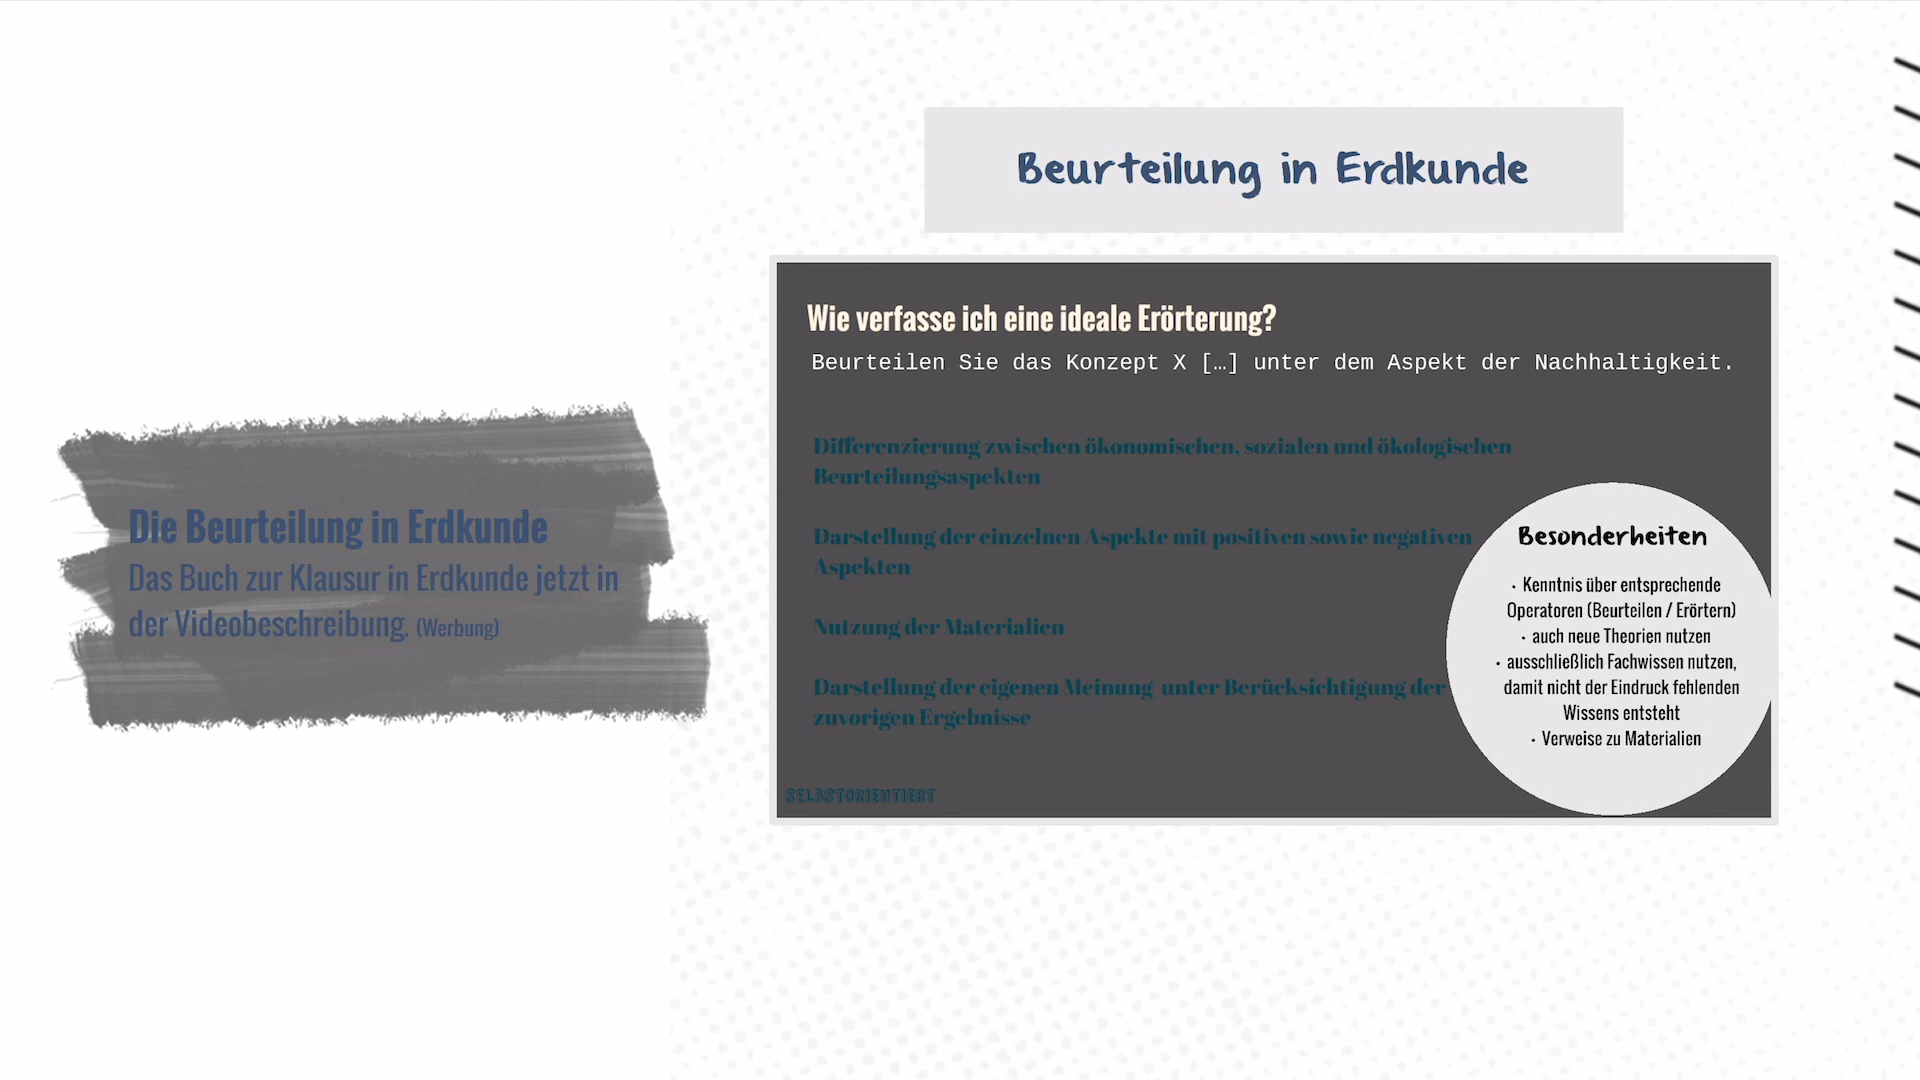 Beurteilung in Erdkunde
Wie verfasse ich eine ideale Erörterung?
Beurteilen Sie das Konzept X […] unter dem Aspekt der Nachhaltigkeit.
Differenzierung zwischen ökonomischen, sozialen und ökologischen
Beurteilungsaspekten
Darstellung der einzelnen Aspekte mit positiven sowie negativen
Aspekten
Nutzung der Materialien
Darstellung der eigenen Meinung unter Berücksichtigung der
zuvorigen Ergebnisse
SELBSTORIENTIERT
Besonderheiten
· Kenntnis über entsprechende
Operatoren (Beurteilen / Erörtern)
· auch neue Theorien nutzen
· ausschließlich Fachwissen nutzen,
damit nicht der Eindruck fehlenden
Wissens entsteht
· Verweise zu Materialien
Die Beurteilung in Erdkunde
Das Buch zur Klausur in Erdkunde jetzt in
der Videobeschreibung. (Werbung)